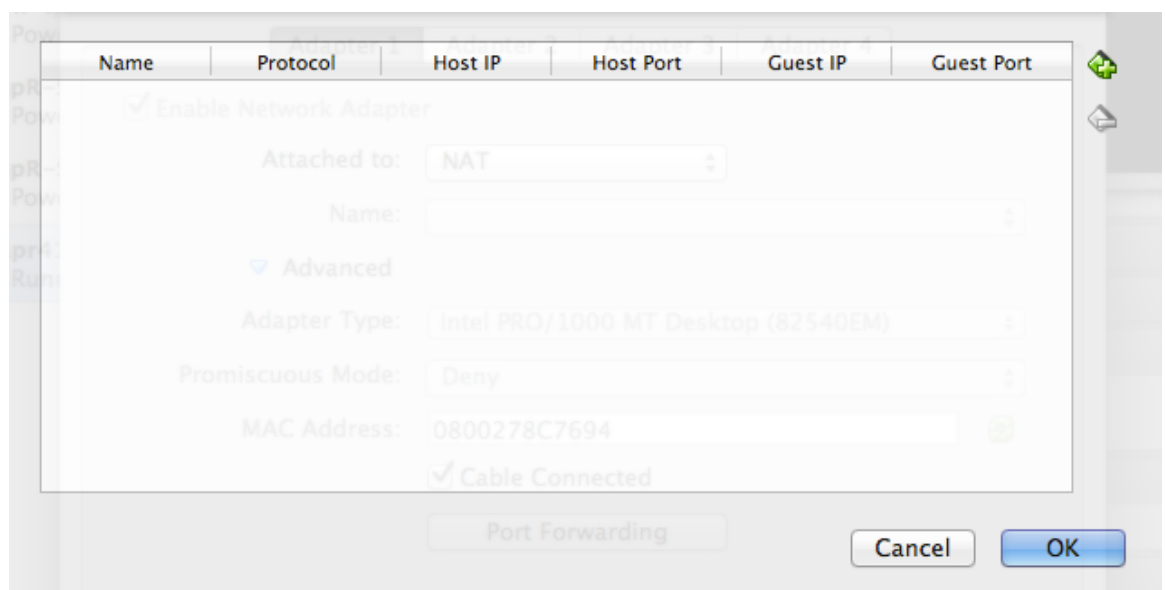 Adapter 1 Adapter 2 Adapter 3 Adapter 4
Name Protocol Host IP Host Port Guest IP Guest Port
Enable Network Adapter
Attached to: NAT
Name:
Advanced
Adapter Type: Intel PRO/1000 MT Desktop (82540EM)
Promiscuous Mode: Deny
MAC Address: 0800278C7694
Cable Connected
Port Forwarding
Cancel OK